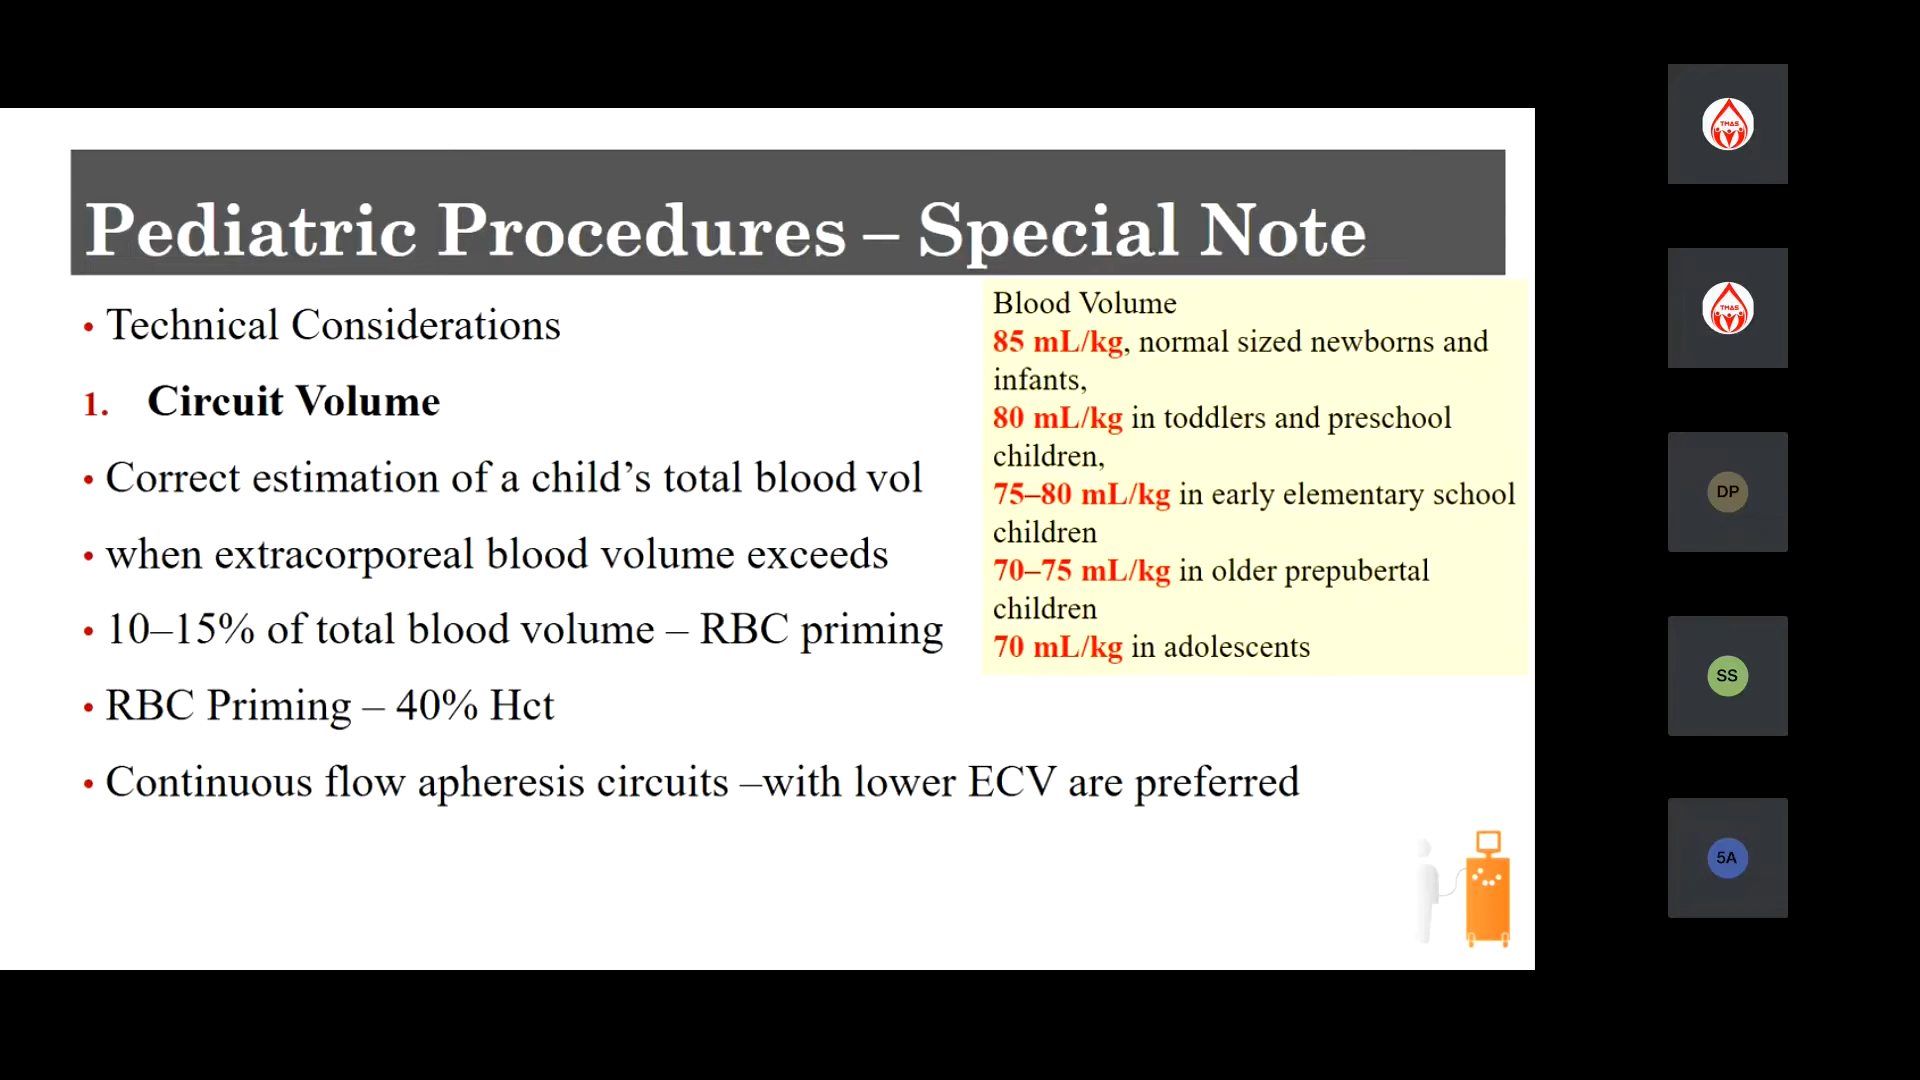 Pediatric Procedures – Special Note
• Technical Considerations
1. Circuit Volume
• Correct estimation of a child’s total blood vol
• when extracorporeal blood volume exceeds
• 10–15% of total blood volume – RBC priming
• RBC Priming – 40% Hct
• Continuous flow apheresis circuits –with lower ECV are preferred
Blood Volume
85 mL/kg, normal sized newborns and
infants,
80 mL/kg in toddlers and preschool
children,
75–80 mL/kg in early elementary school
children
70–75 mL/kg in older prepubertal
children
70 mL/kg in adolescents
TMAS
TMAS
DP
SS
5A